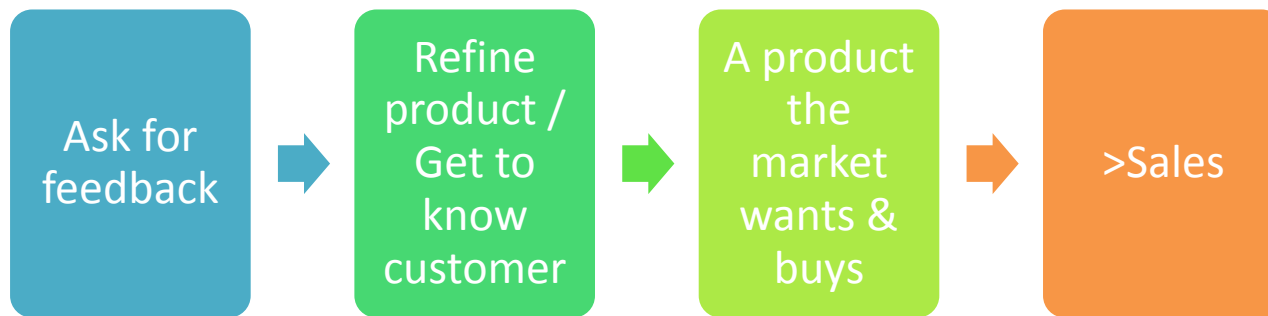 Ask for
feedback
Refine
product /
Get to
know
customer
A product
the
market
wants &
buys
>Sales